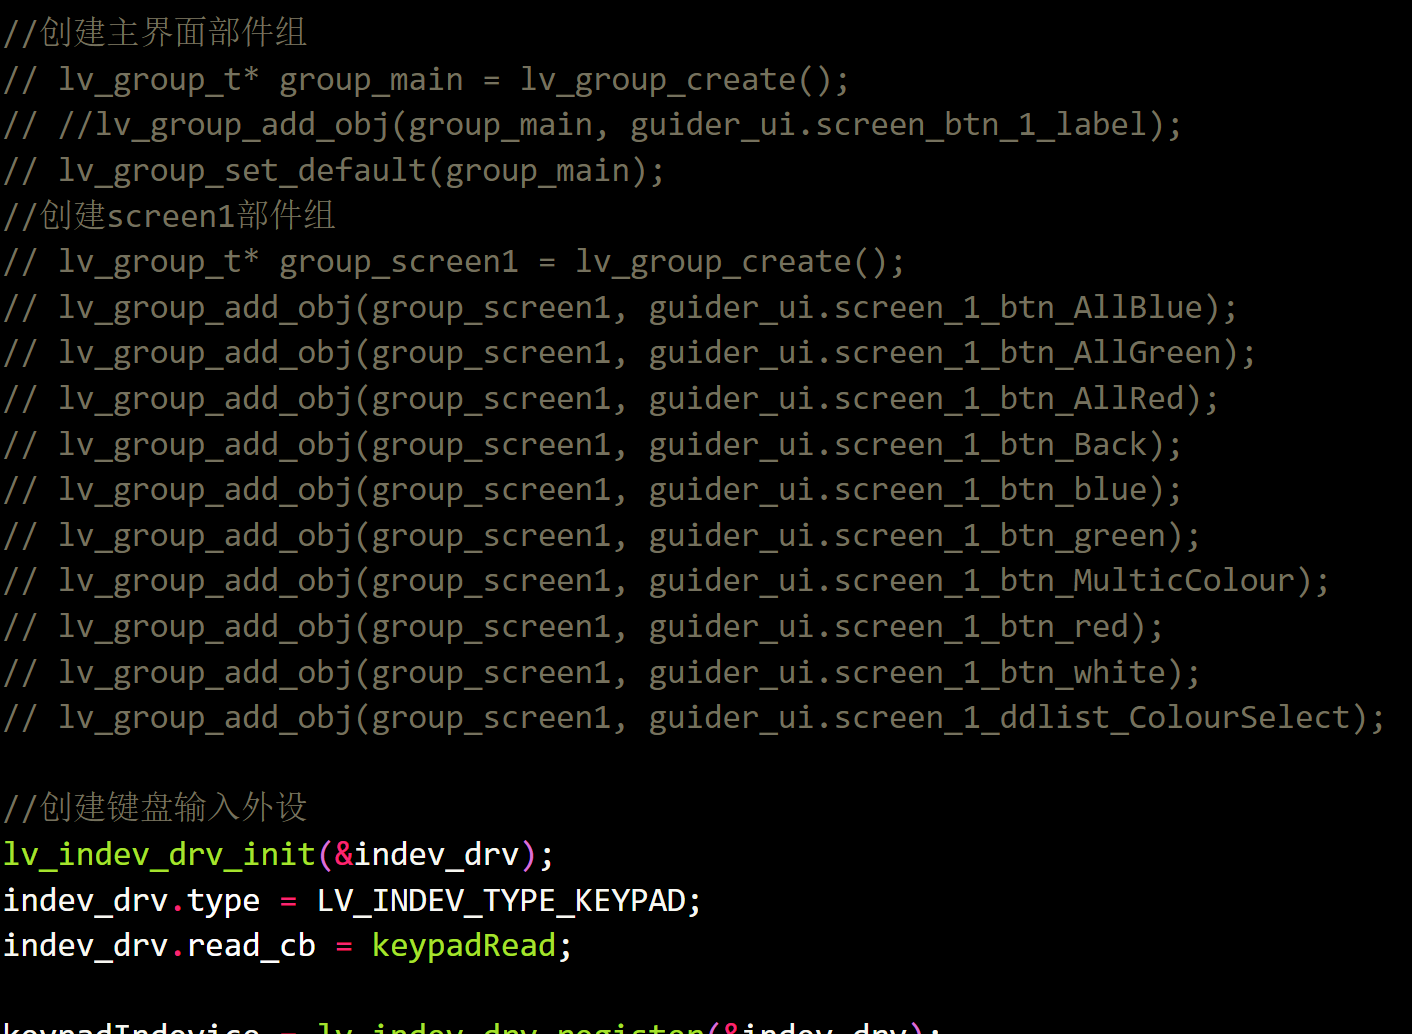 //创建主界面部件组
// lv_group_t* group_main = lv_group_create();
// //lv_group_add_obj(group_main, guider_ui.screen_btn_1_label);
// lv_group_set_default(group_main);
//创建screen1部件组
// lv_group_t* group_screen1 = lv_group_create();
// lv_group_add_obj(group_screen1, guider_ui.screen_1_btn_AllBlue);
// lv_group_add_obj(group_screen1, guider_ui.screen_1_btn_AllGreen);
// lv_group_add_obj(group_screen1, guider_ui.screen_1_btn_AllRed);
// lv_group_add_obj(group_screen1, guider_ui.screen_1_btn_Back);
// lv_group_add_obj(group_screen1, guider_ui.screen_1_btn_blue);
// lv_group_add_obj(group_screen1, guider_ui.screen_1_btn_green);
// lv_group_add_obj(group_screen1, guider_ui.screen_1_btn_MulticColour);
// lv_group_add_obj(group_screen1, guider_ui.screen_1_btn_red);
// lv_group_add_obj(group_screen1, guider_ui.screen_1_btn_white);
// lv_group_add_obj(group_screen1, guider_ui.screen_1_ddlist_ColourSelect);
//创建键盘输入外设
lv_indev_drv_init(&indev_drv);
indev_drv.type = LV_INDEV_TYPE_KEYPAD;
indev_drv.read_cb = keypadRead;
keypadIndevice = lv_indev_drv_register(&indev_drv);